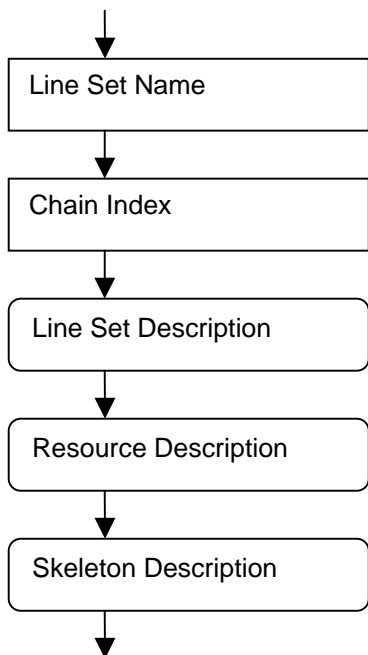 Line Set Name
Chain Index
Line Set Description
Resource Description
Skeleton Description